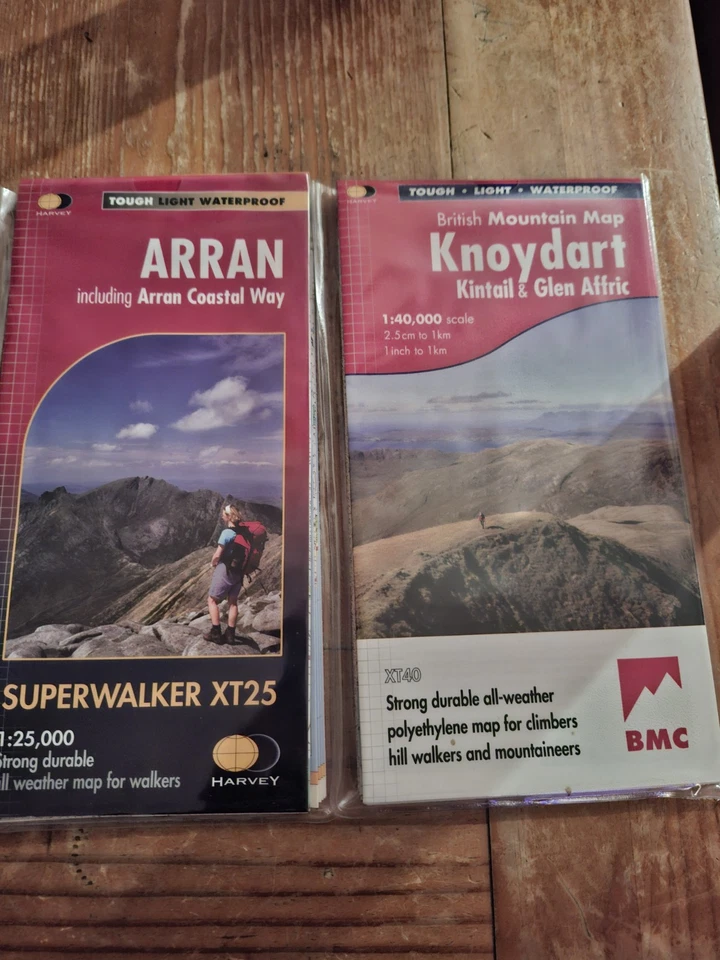 HARVEY
TOUGH LIGHT WATERPROOF
ARRAN
including Arran Coastal Way
SUPERWALKER XT25
1:25,000
Strong durable
all weather map for walkers
HARVEY
HARVEY
TOUGH • LIGHT • WATERPROOF
British Mountain Map
Knoydart
Kintail & Glen Affric
1:40,000 scale
2.5cm to 1km
1inch to 1km
XT40
Strong durable all-weather
polyethylene map for climbers
hill walkers and mountaineers
BMC